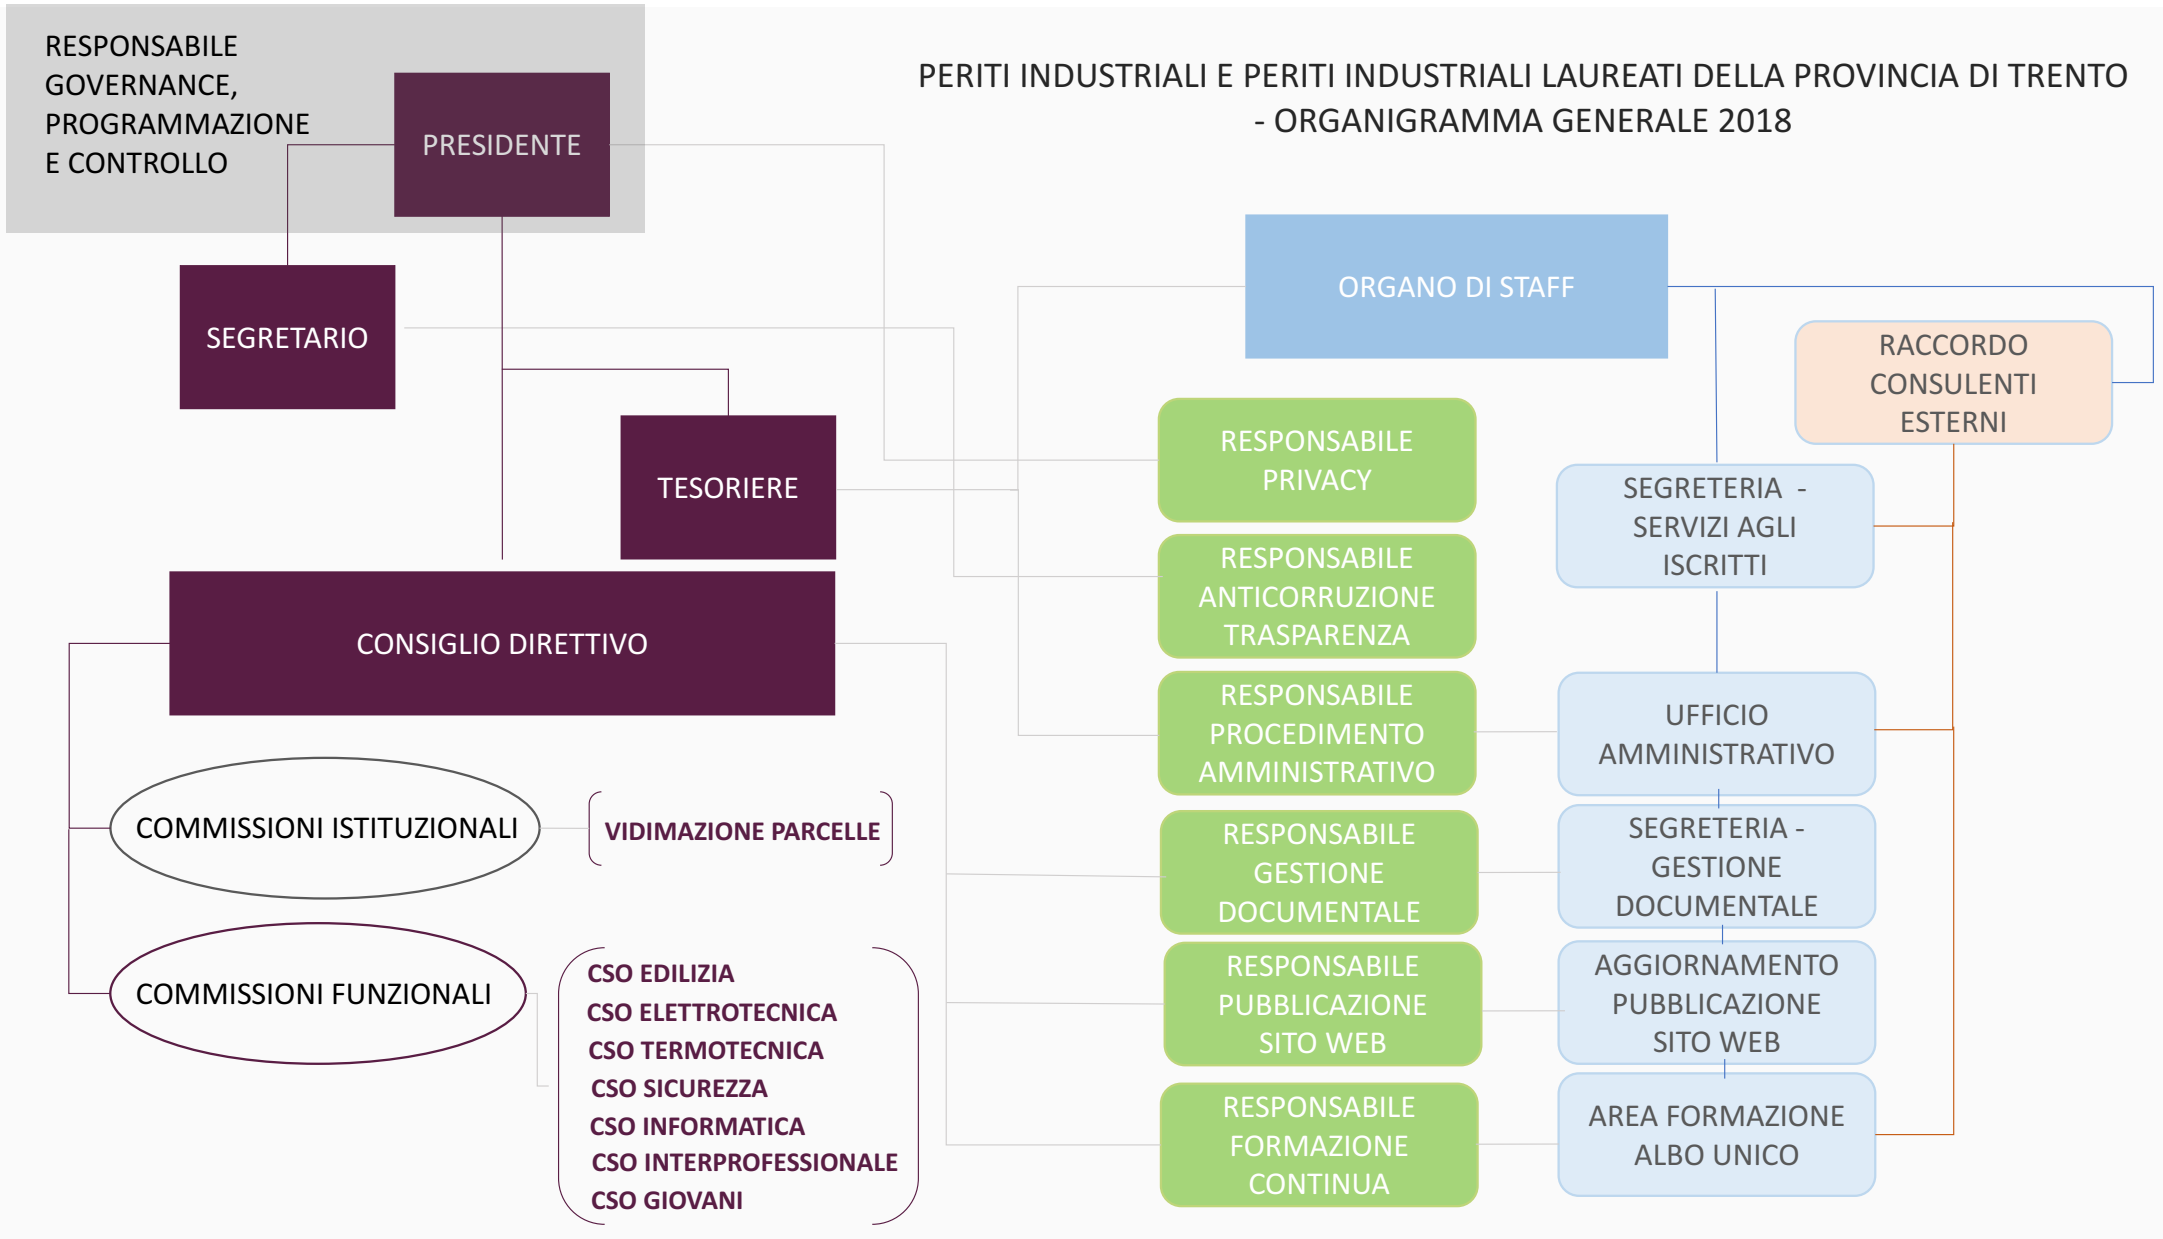 RESPONSABILE
GOVERNANCE,
PROGRAMMAZIONE
E CONTROLLO
PRESIDENTE
PERITI INDUSTRIALI E PERITI INDUSTRIALI LAUREATI DELLA PROVINCIA DI TRENTO
- ORGANIGRAMMA GENERALE 2018
SEGRETARIO
TESORIERE
CONSIGLIO DIRETTIVO
COMMISSIONI ISTITUZIONALI
VIDIMAZIONE PARCELLE
COMMISSIONI FUNZIONALI
CSO EDILIZIA
CSO ELETTROTECNICA
CSO TERMOTECNICA
CSO SICUREZZA
CSO INFORMATICA
CSO INTERPROFESSIONALE
CSO GIOVANI
ORGANO DI STAFF
RACCORDO
CONSULENTI
ESTERNI
RESPONSABILE
PRIVACY
RESPONSABILE
ANTICORRUZIONE
TRASPARENZA
RESPONSABILE
PROCEDIMENTO
AMMINISTRATIVO
RESPONSABILE
GESTIONE
DOCUMENTALE
RESPONSABILE
PUBBLICAZIONE
SITO WEB
RESPONSABILE
FORMAZIONE
CONTINUA
SEGRETERIA -
SERVIZI AGLI
ISCRITTI
UFFICIO
AMMINISTRATIVO
SEGRETERIA -
GESTIONE
DOCUMENTALE
AGGIORNAMENTO
PUBBLICAZIONE
SITO WEB
AREA FORMAZIONE
ALBO UNICO